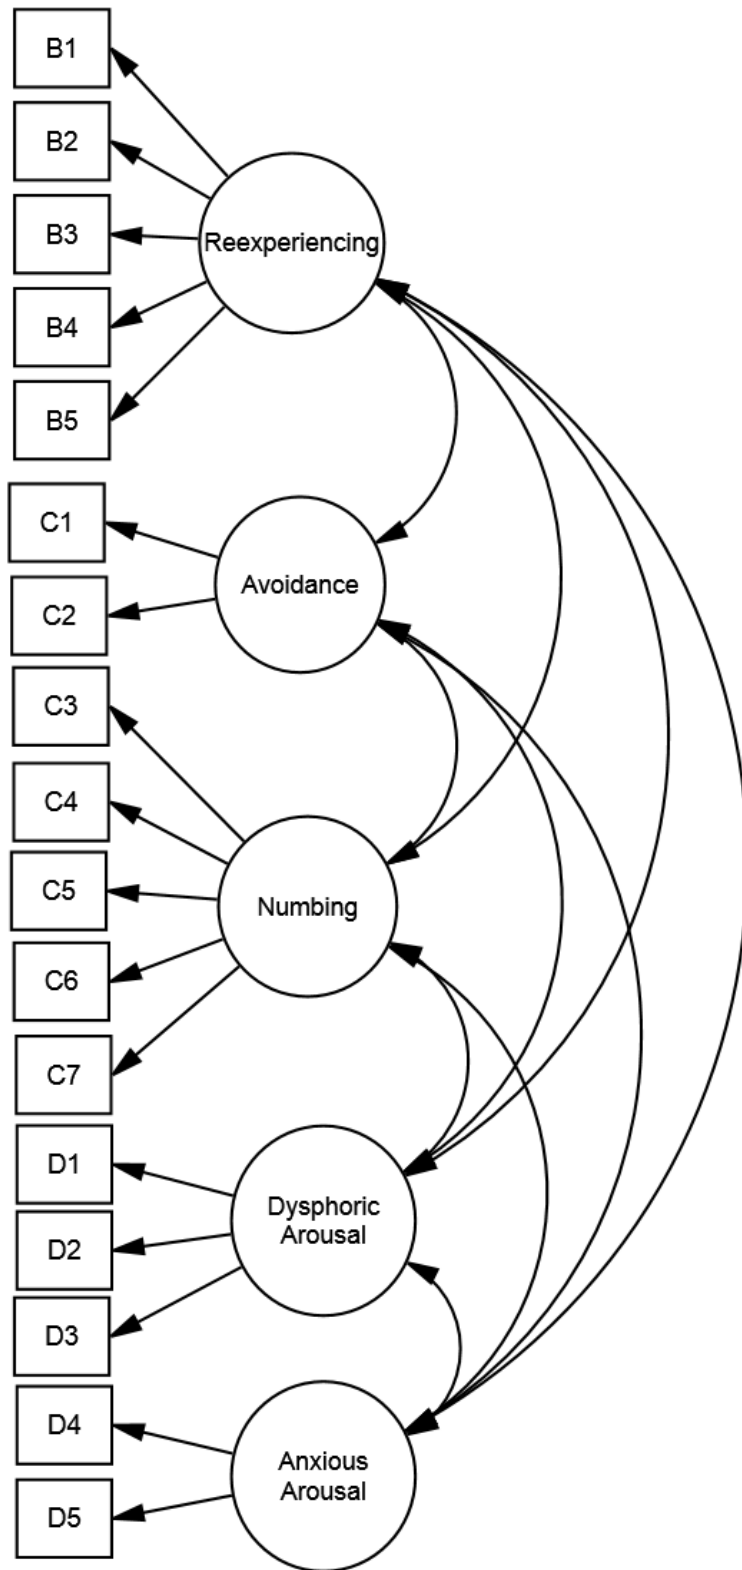 B1
B2
B3
Reexperiencing
B4
B5
C1
Avoidance
C2
C3
C4
C5
Numbing
C6
C7
D1
Dysphoric
Arousal
D2
D3
D4
Anxious
Arousal
D5